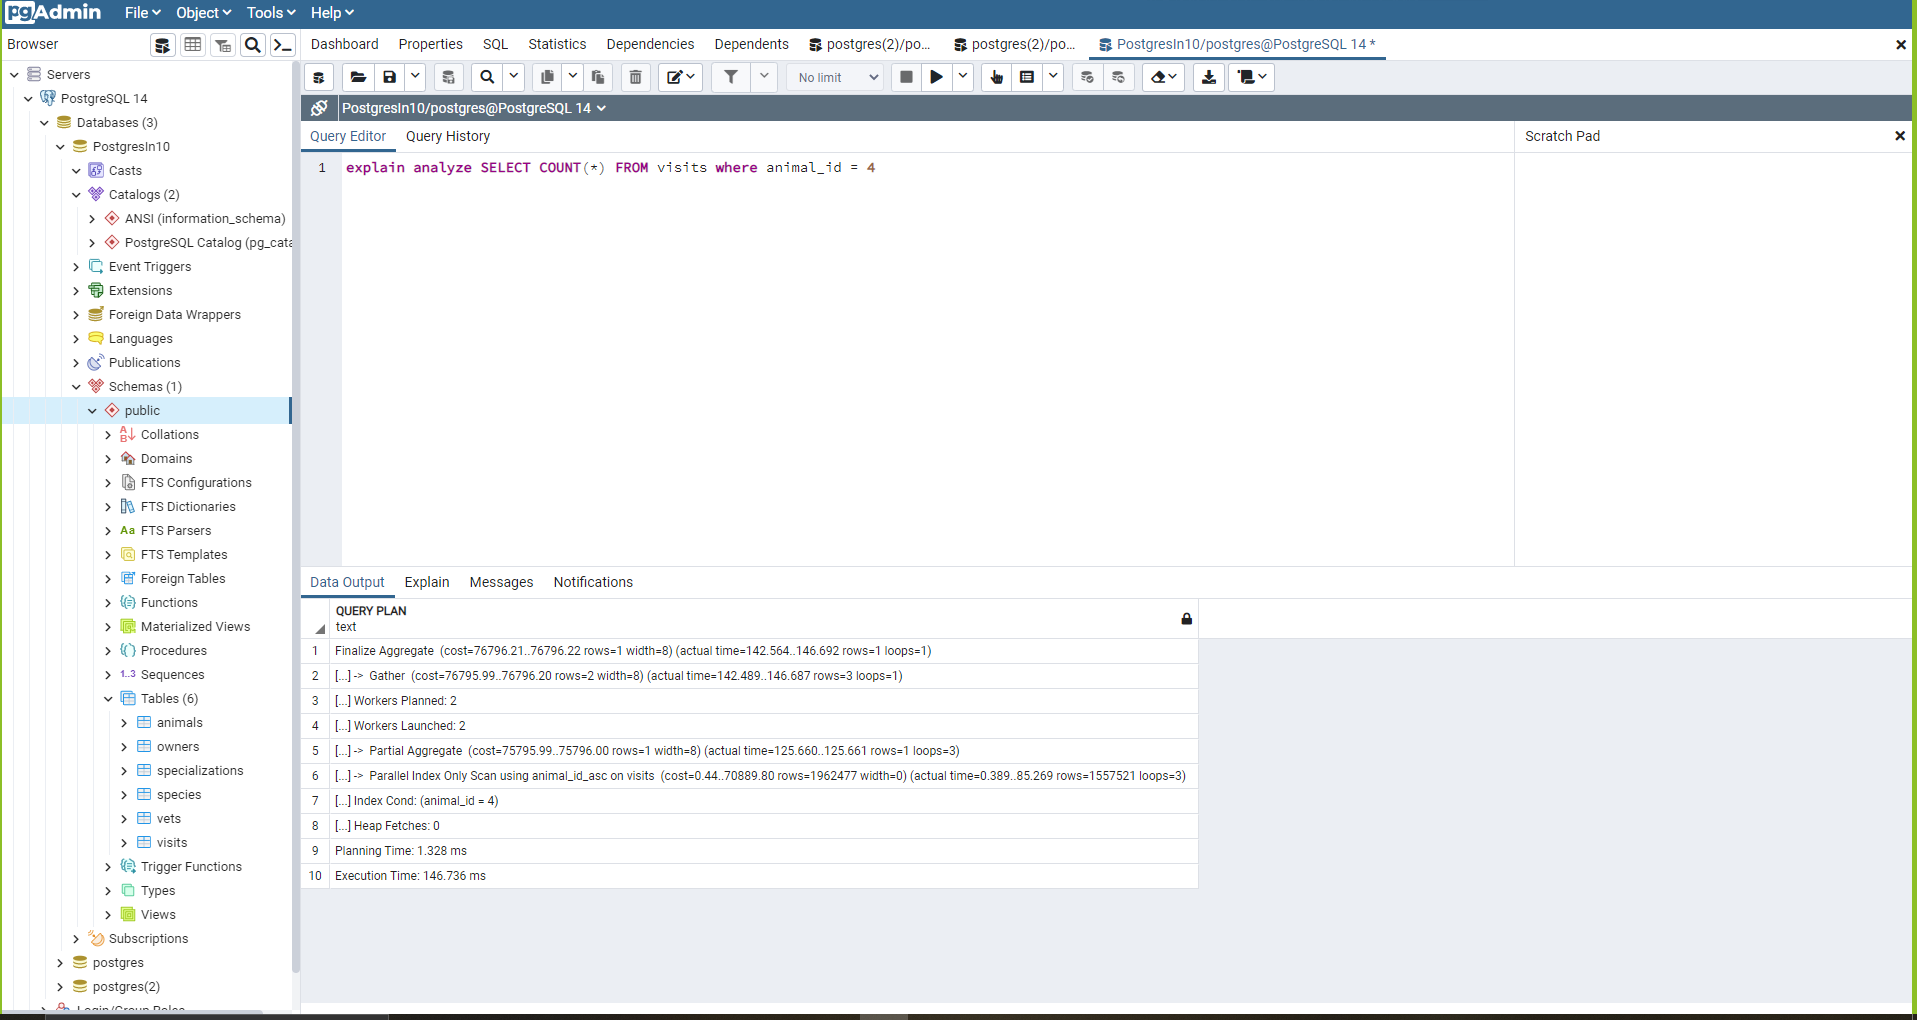 pgAdmin File Object Tools Help
Browser
Dashboard Properties SQL Statistics Dependencies Dependents postgres(2)/po... postgres(2)/po... PostgresIn10/postgres@PostgreSQL 14 *
No limit
PostgresIn10/postgres@PostgreSQL 14
Query Editor Query History
Scratch Pad
1 explain analyze SELECT COUNT(*) FROM visits where animal_id = 4
Servers
PostgreSQL 14
Databases (3)
PostgresIn10
Casts
Catalogs (2)
ANSI (information_schema)
PostgreSQL Catalog (pg_cata
Event Triggers
Extensions
Foreign Data Wrappers
Languages
Publications
Schemas (1)
public
Collations
Domains
FTS Configurations
FTS Dictionaries
Aa FTS Parsers
FTS Templates
Foreign Tables
Functions
Materialized Views
Procedures
1..3 Sequences
Tables (6)
animals
owners
specializations
species
vets
visits
Trigger Functions
Types
Views
Subscriptions
postgres
postgres(2)
Login/Group Roles
Data Output Explain Messages Notifications
QUERY PLAN
text
1 Finalize Aggregate (cost=76796.21..76796.22 rows=1 width=8) (actual time=142.564..146.692 rows=1 loops=1)
2 [...] -> Gather (cost=76795.99..76796.20 rows=2 width=8) (actual time=142.489..146.687 rows=3 loops=1)
3 [...] Workers Planned: 2
4 [...] Workers Launched: 2
5 [...] -> Partial Aggregate (cost=75795.99..75796.00 rows=1 width=8) (actual time=125.660..125.661 rows=1 loops=3)
6 [...] -> Parallel Index Only Scan using animal_id_asc on visits (cost=0.44..70889.80 rows=1962477 width=0) (actual time=0.389..85.269 rows=1557521 loops=3)
7 [...] Index Cond: (animal_id = 4)
8 [...] Heap Fetches: 0
9 Planning Time: 1.328 ms
10 Execution Time: 146.736 ms